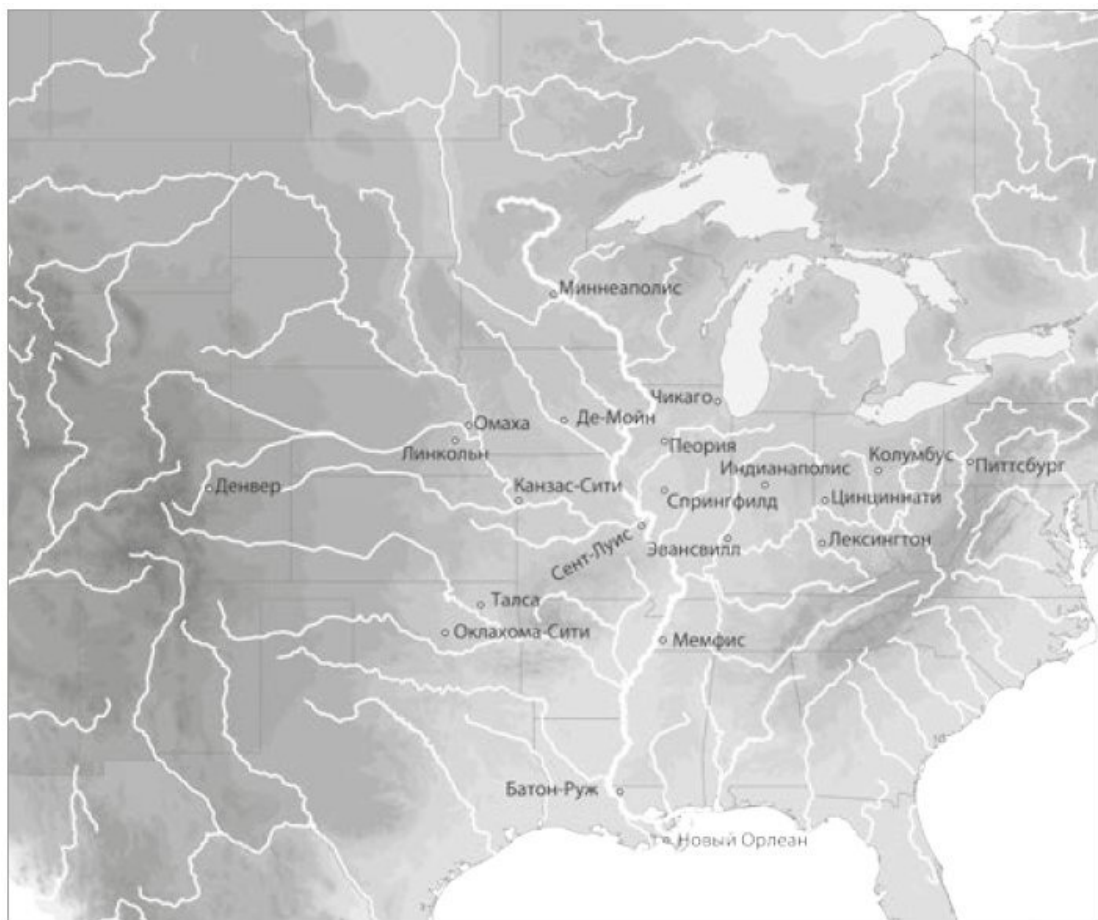 Миннеаполис
Чикаго
Омаха
Де-Мойн
Линкольн
Пеория
Колумбус
Индианаполис
Питтсбург
Денвер
Канзас-Сити
Спрингфилд
Цинциннати
Сент-Луис
Эвансвилл
Лексингтон
Талса
Оклахома-Сити
Мемфис
Батон-Руж
Новый Орлеан